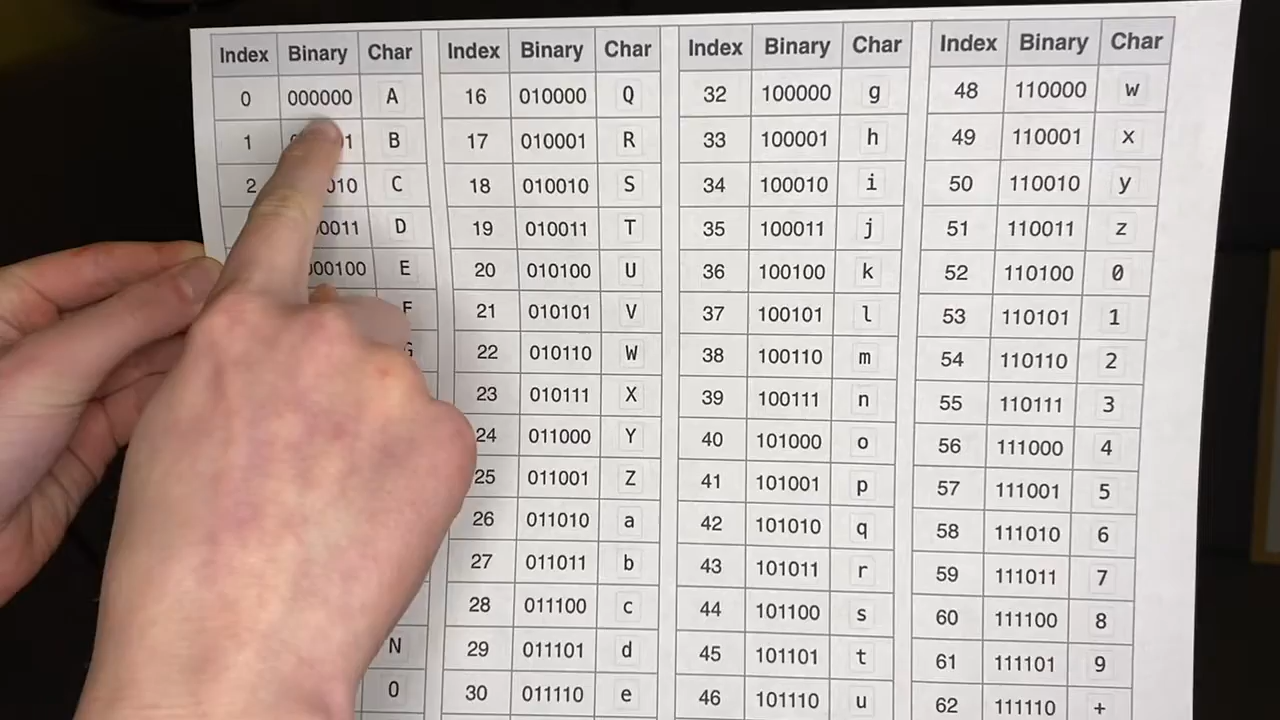 Index Binary Char Index Binary Char Index Binary Char Index Binary Char
0 000000 A 16 010000 Q 32 100000 g 48 110000 w
1 B 17 010001 R 33 100001 h 49 110001 x
2 C 18 010010 S 34 100010 i 50 110010 y
D 19 010011 T 35 100011 j 51 110011 z
E 20 010100 U 36 100100 k 52 110100 0
F 21 010101 V 37 100101 l 53 110101 1
G 22 010110 W 38 100110 m 54 110110 2
23 010111 X 39 100111 n 55 110111 3
24 011000 Y 40 101000 o 56 111000 4
25 011001 Z 41 101001 p 57 111001 5
26 011010 a 42 101010 q 58 111010 6
27 011011 b 43 101011 r 59 111011 7
28 011100 c 44 101100 s 60 111100 8
N 29 011101 d 45 101101 t 61 111101 9
O 30 011110 e 46 101110 u 62 111110 +